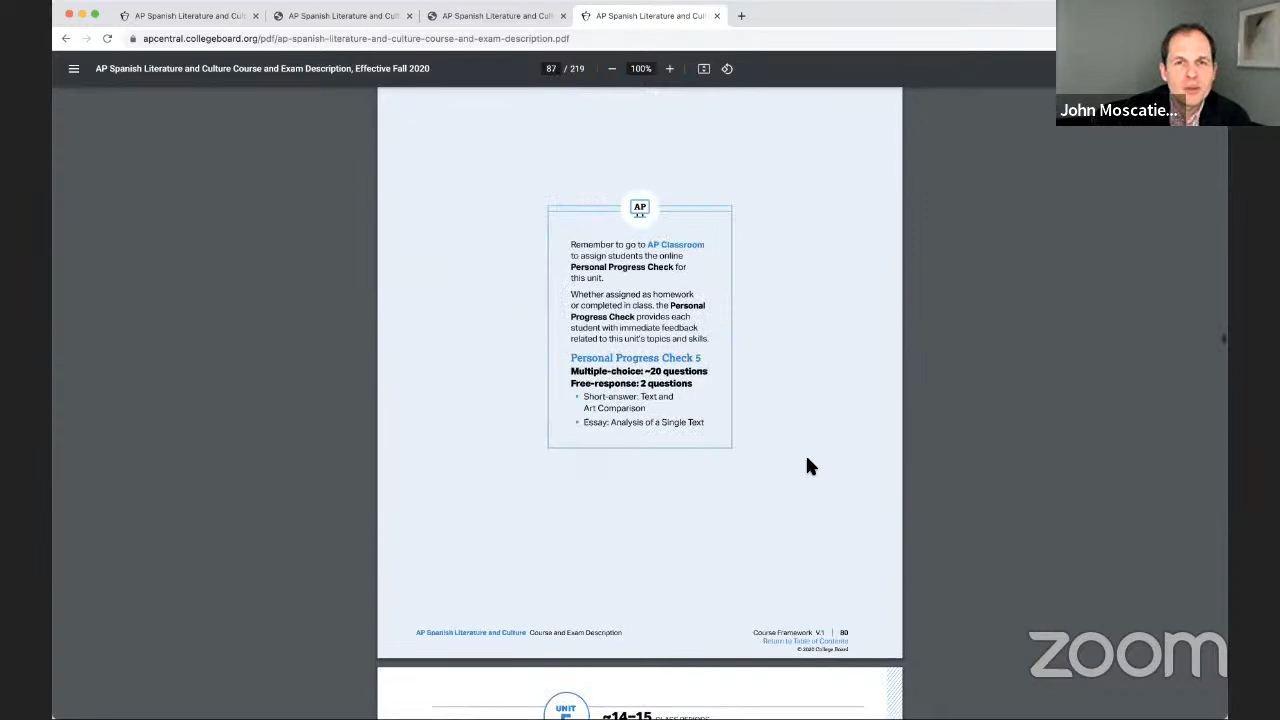 AP Spanish Literature and Cult
AP Spanish Literature and Cult
AP Spanish Literature and Cult
AP Spanish Literature and Cult
apcentral.collegeboard.org/pdf/ap-spanish-literature-and-culture-course-and-exam-description.pdf
AP Spanish Literature and Culture Course and Exam Description, Effective Fall 2020
87 / 219
100%
John Moscatie...
AP
Remember to go to AP Classroom
to assign students the online
Personal Progress Check for
this unit.
Whether assigned as homework
or completed in class, the Personal
Progress Check provides each
student with immediate feedback
related to this unit's topics and skills.
Personal Progress Check 5
Multiple-choice: ~20 questions
Free-response: 2 questions
• Short-answer: Text and
Art Comparison
• Essay: Analysis of a Single Text
AP Spanish Literature and Culture Course and Exam Description
Course Framework V.1 | 80
Return to Table of Contents
© 2020 College Board
zoom
UNIT
~14–15 CLASS PERIODS